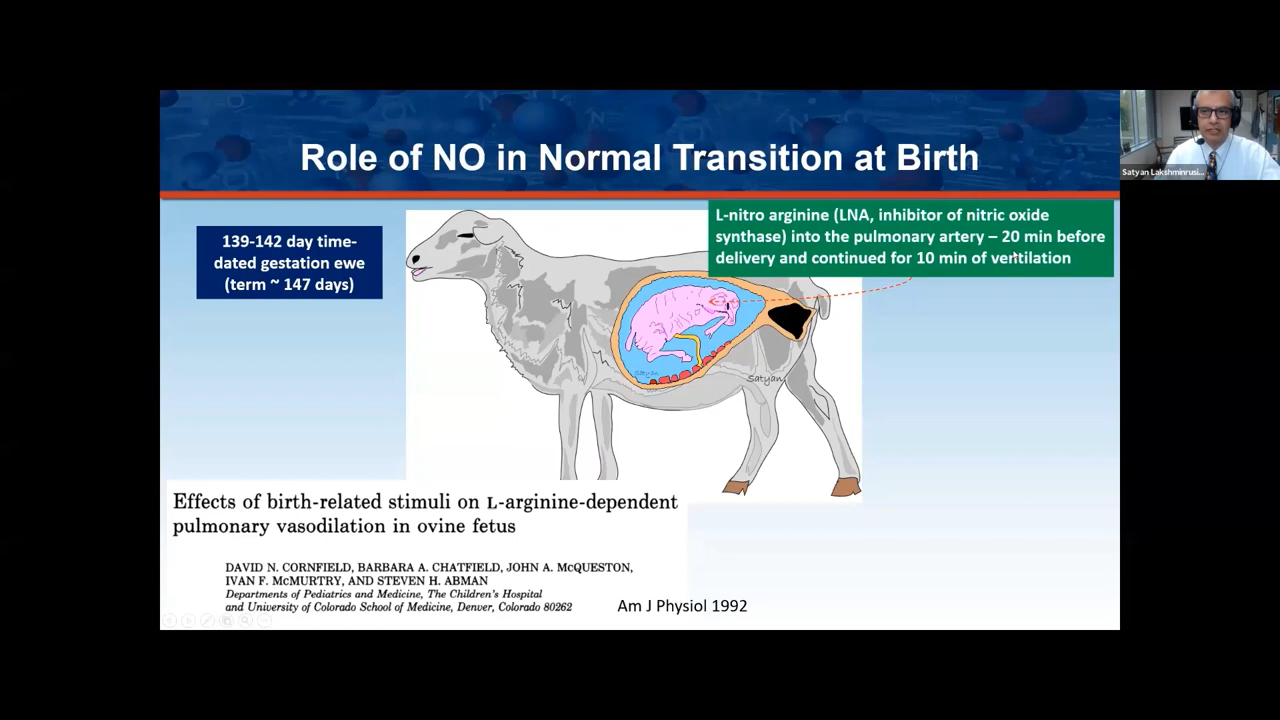 Role of NO in Normal Transition at Birth
Satyan Lakshminrusi...
139-142 day time-
dated gestation ewe
(term ~ 147 days)
L-nitro arginine (LNA, inhibitor of nitric oxide
synthase) into the pulmonary artery – 20 min before
delivery and continued for 10 min of ventilation
Satyan
Satyan
Effects of birth-related stimuli on L-arginine-dependent
pulmonary vasodilation in ovine fetus
DAVID N. CORNFIELD, BARBARA A. CHATFIELD, JOHN A. McQUESTON,
IVAN F. McMURTRY, AND STEVEN H. ABMAN
Departments of Pediatrics and Medicine, The Children's Hospital
and University of Colorado School of Medicine, Denver, Colorado 80262
Am J Physiol 1992